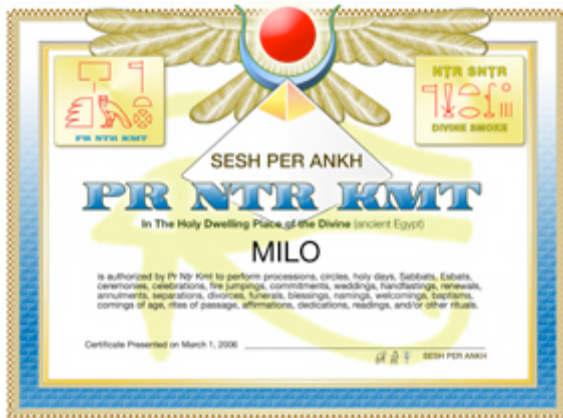 NTR SNTR
PR NTR KMT
DIVINE SMOKE
SESH PER ANKH
PR NTR KMT
In The Holy Dwelling Place of the Divine (ancient Egypt)
MILO
is authorized by Pr Ntr Kmt to perform processions, circles, holy days, Sabbats, Esbats,
ceremonies, celebrations, fire jumpings, commitments, weddings, handfastings, renewals,
annulments, separations, divorces, funerals, blessings, namings, welcomings, baptisms,
comings of age, rites of passage, affirmations, dedications, readings, and/or other rituals.
Certificate Presented on March 1, 2006
SESH PER ANKH